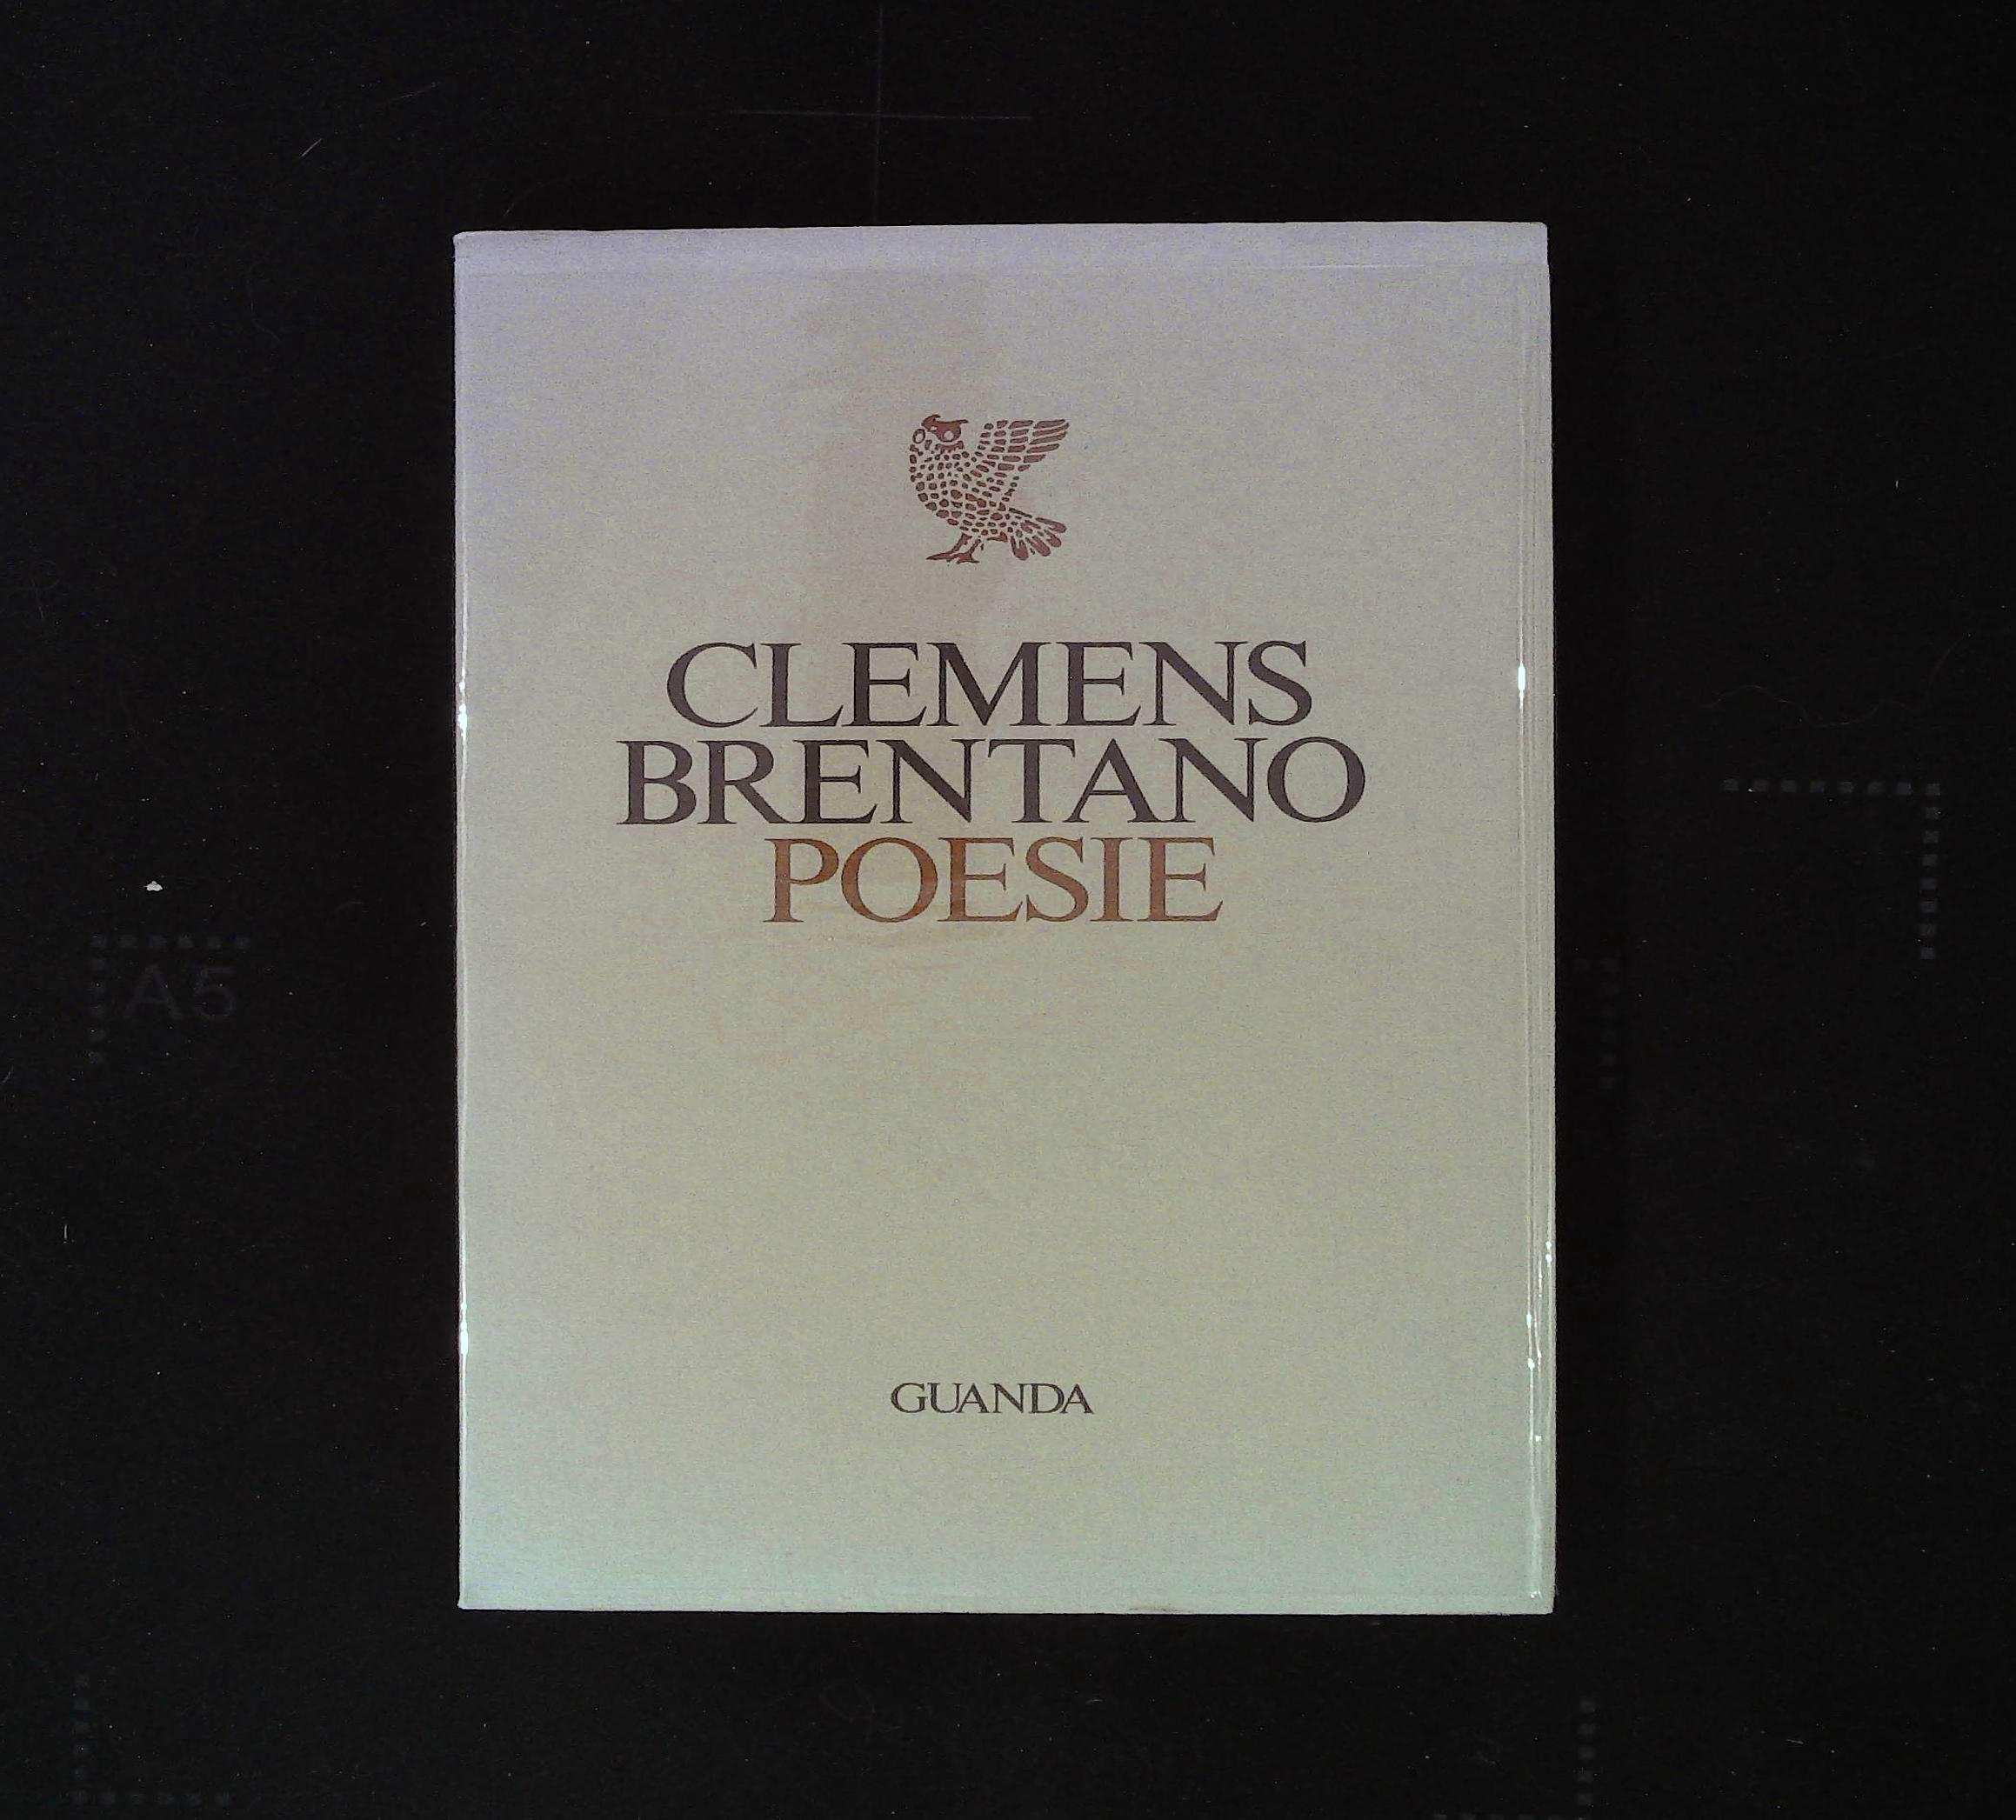 CLEMENS
BRENTANO
POESIE
GUANDA
A5